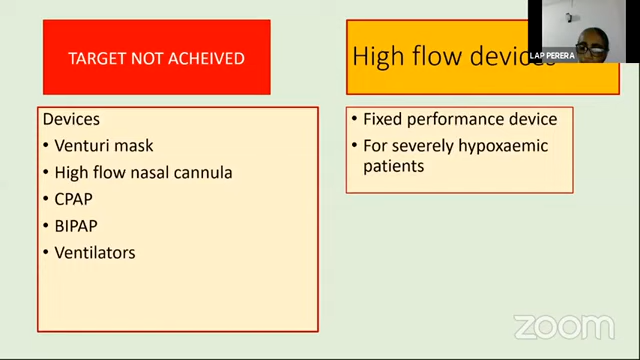 TARGET NOT ACHEIVED
Devices
• Venturi mask
• High flow nasal cannula
• CPAP
• BIPAP
• Ventilators
High flow devices
• Fixed performance device
• For severely hypoxaemic
patients
LAP PERERA
zoom